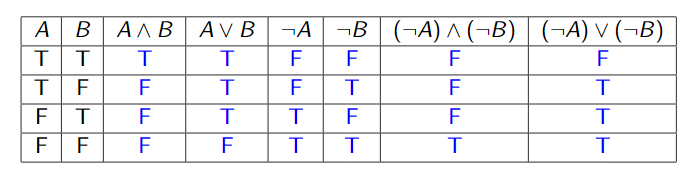 A B A ∧ B A ∨ B ¬A ¬B (¬A) ∧ (¬B) (¬A) ∨ (¬B)
T T T T F F F F
T F F T F T F T
F T F T T F F T
F F F F T T T T